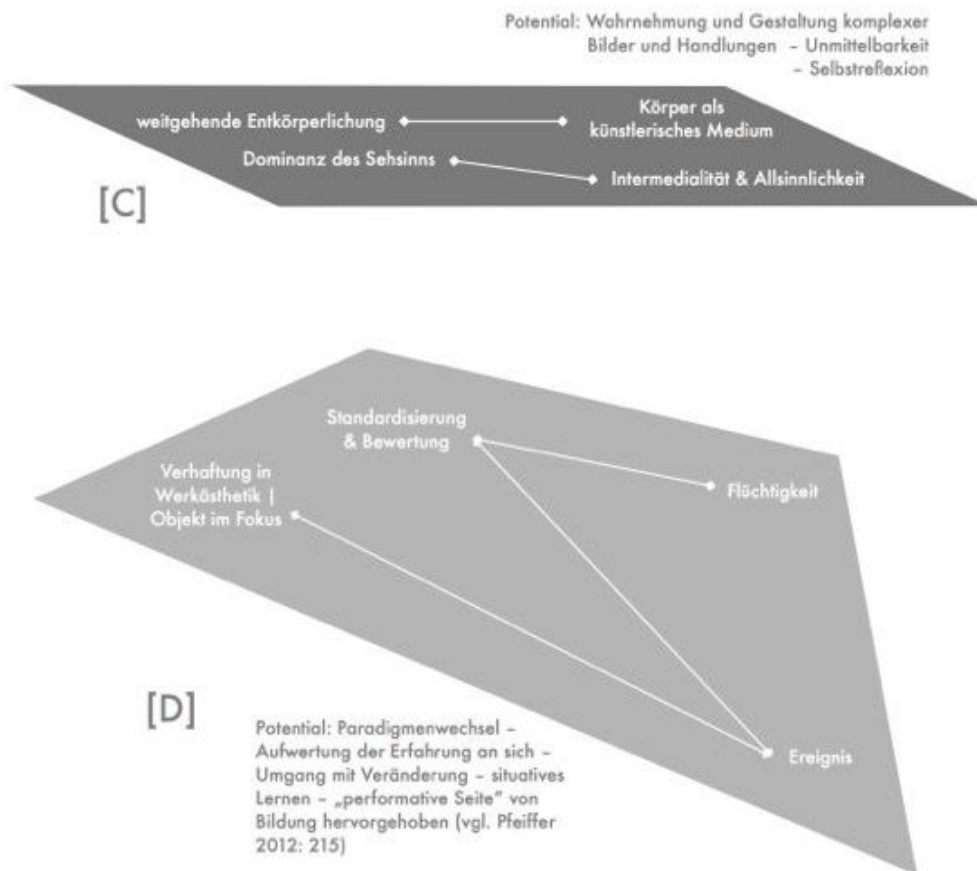 Potential: Wahrnehmung und Gestaltung komplexer
Bilder und Handlungen – Unmittelbarkeit
– Selbstreflexion
weitgehende Entkörperlichung
Körper als
künstlerisches Medium
Dominanz des Sehsinns
Intermedialität & Allsinnlichkeit
[C]
Standardisierung
& Bewertung
Verhaftung in
Werkästhetik |
Objekt im Fokus
Flüchtigkeit
[D]
Potential: Paradigmenwechsel –
Aufwertung der Erfahrung an sich –
Umgang mit Veränderung – situatives
Lernen – „performative Seite“ von
Bildung hervorgehoben (vgl. Pfeiffer
2012: 215)
Ereignis